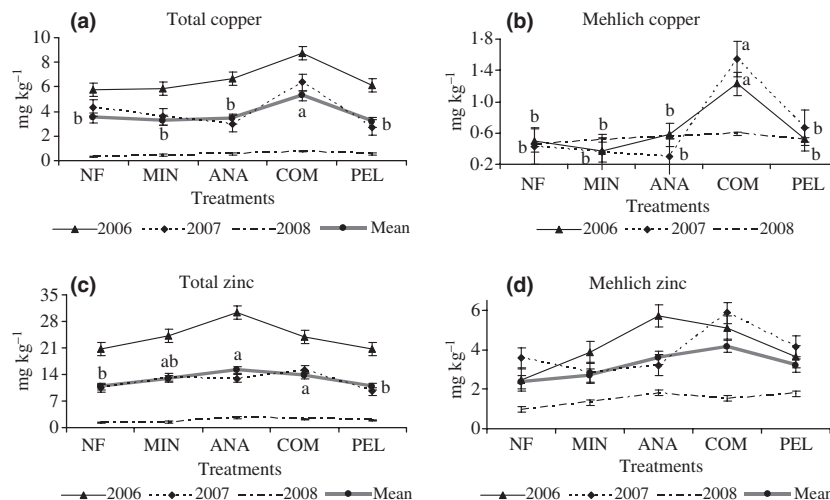 (a) Total copper
10
8
6
4
2
0
mg kg⁻¹
b b b a b
NF MIN ANA COM PEL
Treatments
2006 2007 2008 Mean
(b) Mehlich copper
1·8
1·4
1·0
0·6
0·2
mg kg⁻¹
a
a
b b b b
b b b b
NF MIN ANA COM PEL
Treatments
2006 2007 2008
(c) Total zinc
35
28
21
14
7
0
mg kg⁻¹
b ab a a b
NF MIN ANA COM PEL
Treatments
2006 2007 2008 Mean
(d) Mehlich zinc
6
4
2
0
mg kg⁻¹
NF MIN ANA COM PEL
Treatments
2006 2007 2008 Mean